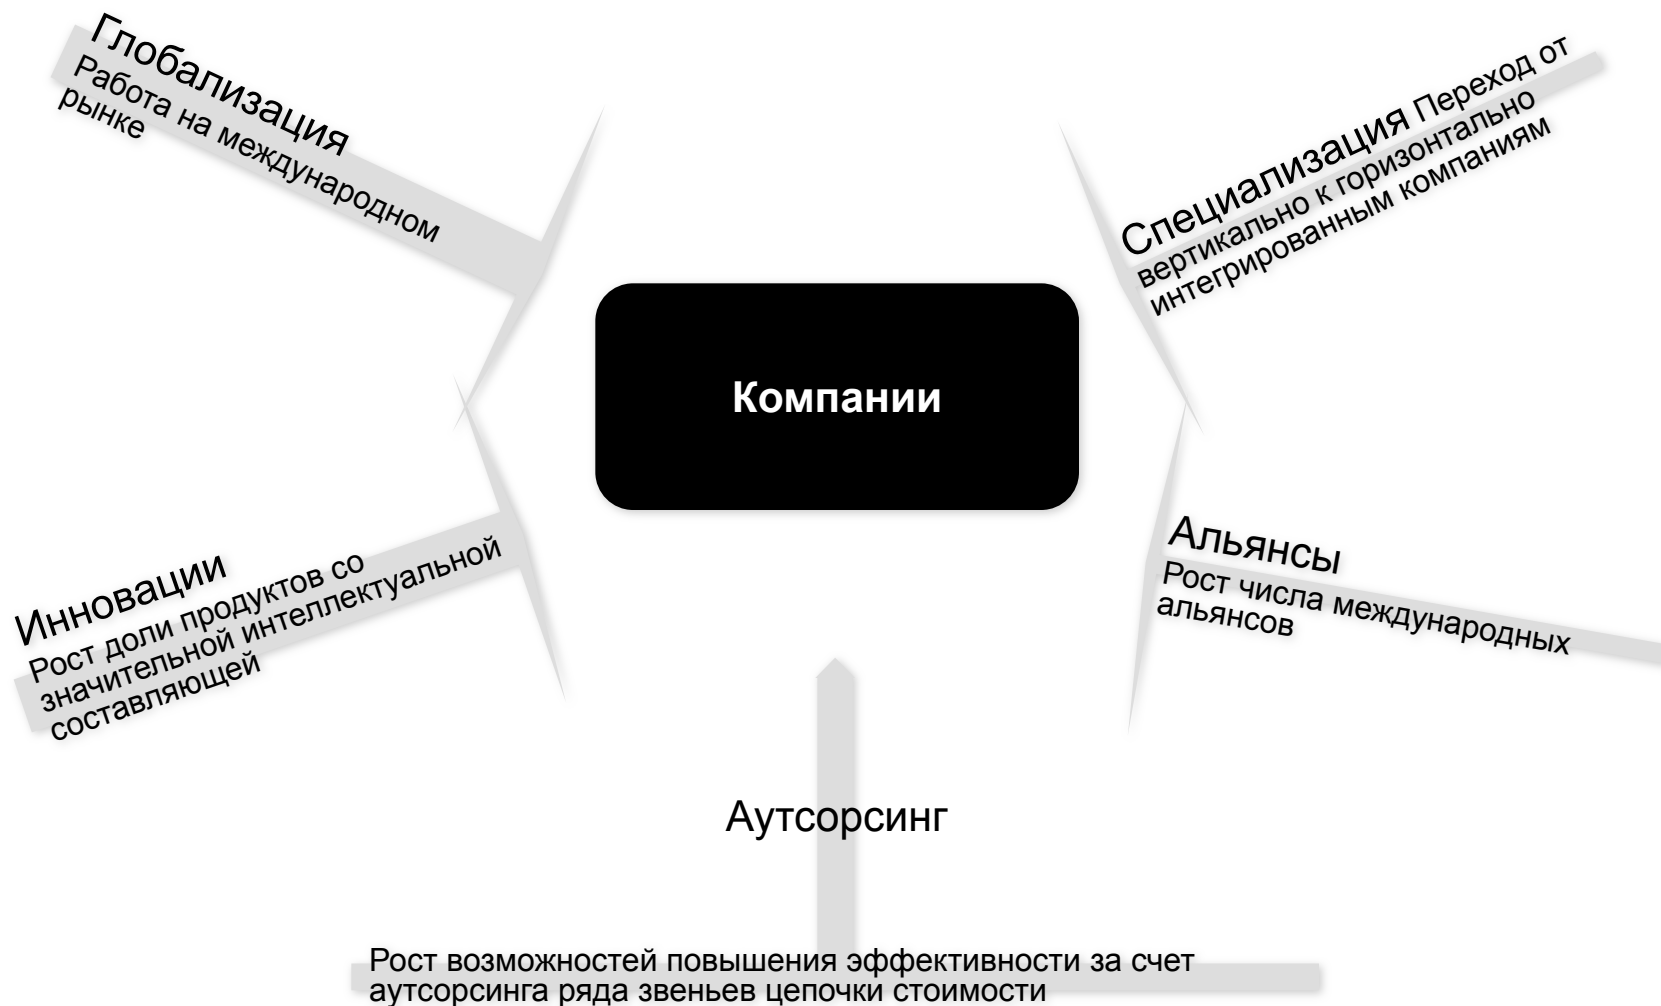 Глобализация
Работа на международном
рынке
Специализация Переход от
вертикально к горизонтально
интегрированным компаниям
Компании
Инновации
Рост доли продуктов со
значительной интеллектуальной
составляющей
Альянсы
Рост числа международных
альянсов
Аутсорсинг
Рост возможностей повышения эффективности за счет
аутсорсинга ряда звеньев цепочки стоимости